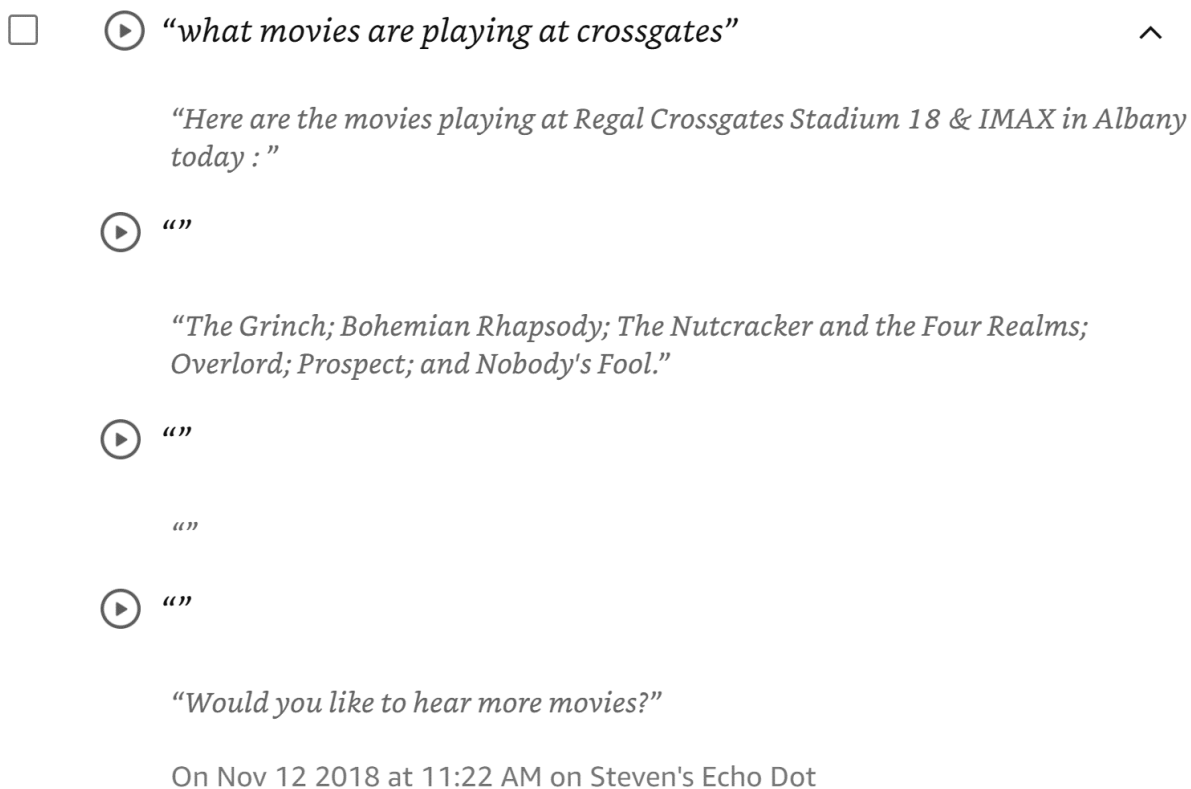 “what movies are playing at crossgates”
“Here are the movies playing at Regal Crossgates Stadium 18 & IMAX in Albany
today : ”
“”
“The Grinch; Bohemian Rhapsody; The Nutcracker and the Four Realms;
Overlord; Prospect; and Nobody's Fool.”
“”
“”
“”
“Would you like to hear more movies?”
On Nov 12 2018 at 11:22 AM on Steven's Echo Dot